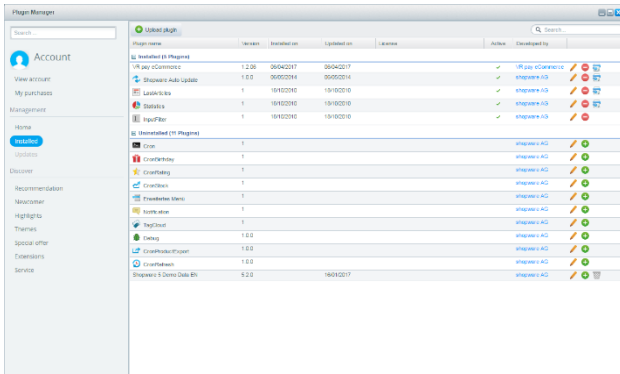 Plugin Manager
Search...
Upload plugin
Search...
Account
View account
My purchases
Management
Home
Installed
Updates
Discover
Recommendation
Newcomer
Highlights
Themes
Special offer
Extensions
Service
Plugin name Version Installed on Updated on License Active Developed by
Installed (5 Plugins)
VR pay eCommerce 1.2.06 06/04/2017 06/04/2017 VR pay eCommerce
Shopware Auto Update 1.0.0 06/05/2014 06/05/2014 shopware AG
LastArticles 1 10/10/2010 10/10/2010 shopware AG
Statistics 1 10/10/2010 10/10/2010 shopware AG
InputFilter 1 10/10/2010 10/10/2010 shopware AG
Uninstalled (11 Plugins)
Cron 1 shopware AG
CronBirthday 1 shopware AG
CronRating 1 shopware AG
CronStock 1 shopware AG
Erweitertes Menü 1 shopware AG
Notification 1 shopware AG
TagCloud 1 shopware AG
Debug 1.0.0 shopware AG
CronProductExport 1.0.0 shopware AG
CronRefresh 1.0.0 shopware AG
Shopware 5 Demo Data EN 5.2.0 16/01/2017 shopware AG